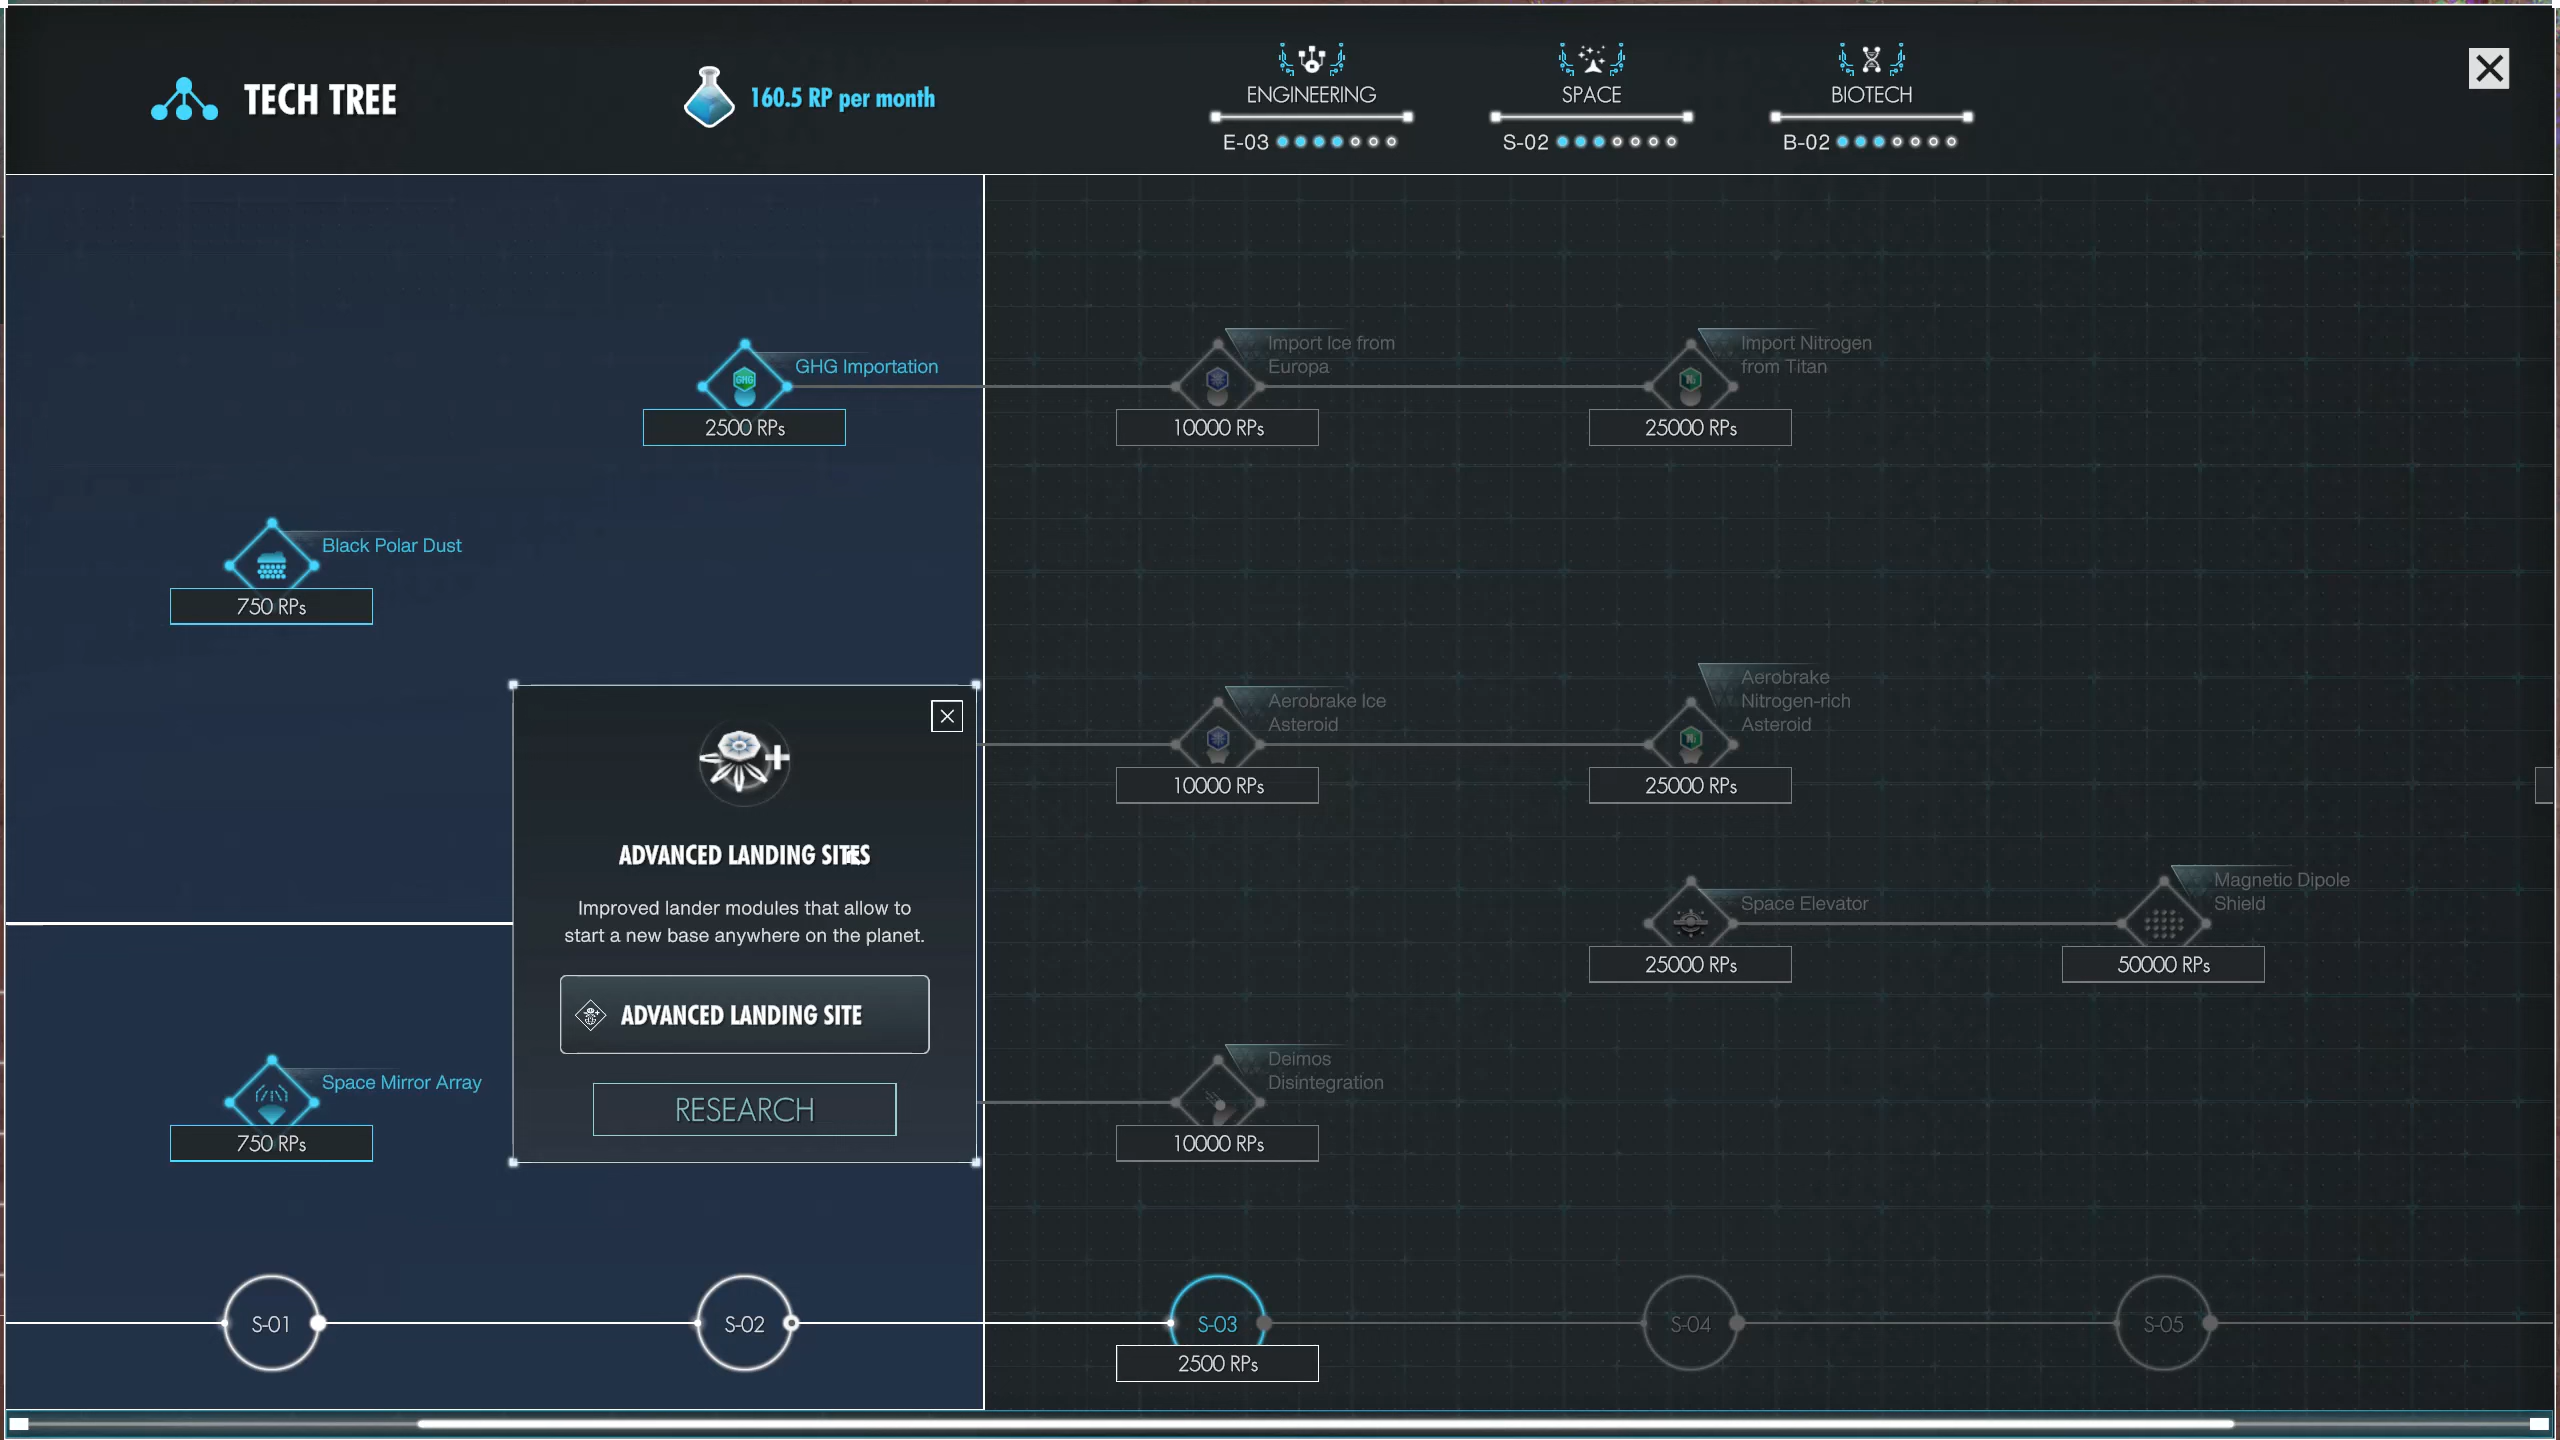 TECH TREE
160.5 RP per month
ENGINEERING
E-03
SPACE
S-02
BIOTECH
B-02
GHG Importation
GHG
2500 RPs
Import Ice from
Europa
10000 RPs
Import Nitrogen
from Titan
25000 RPs
Black Polar Dust
750 RPs
Aerobrake Ice
Asteroid
10000 RPs
Aerobrake
Nitrogen-rich
Asteroid
25000 RPs
ADVANCED LANDING SITES
Improved lander modules that allow to
start a new base anywhere on the planet.
ADVANCED LANDING SITE
RESEARCH
Space Elevator
25000 RPs
Magnetic Dipole
Shield
50000 RPs
Space Mirror Array
750 RPs
Deimos
Disintegration
10000 RPs
S-01
S-02
S-03
2500 RPs
S-04
S-05